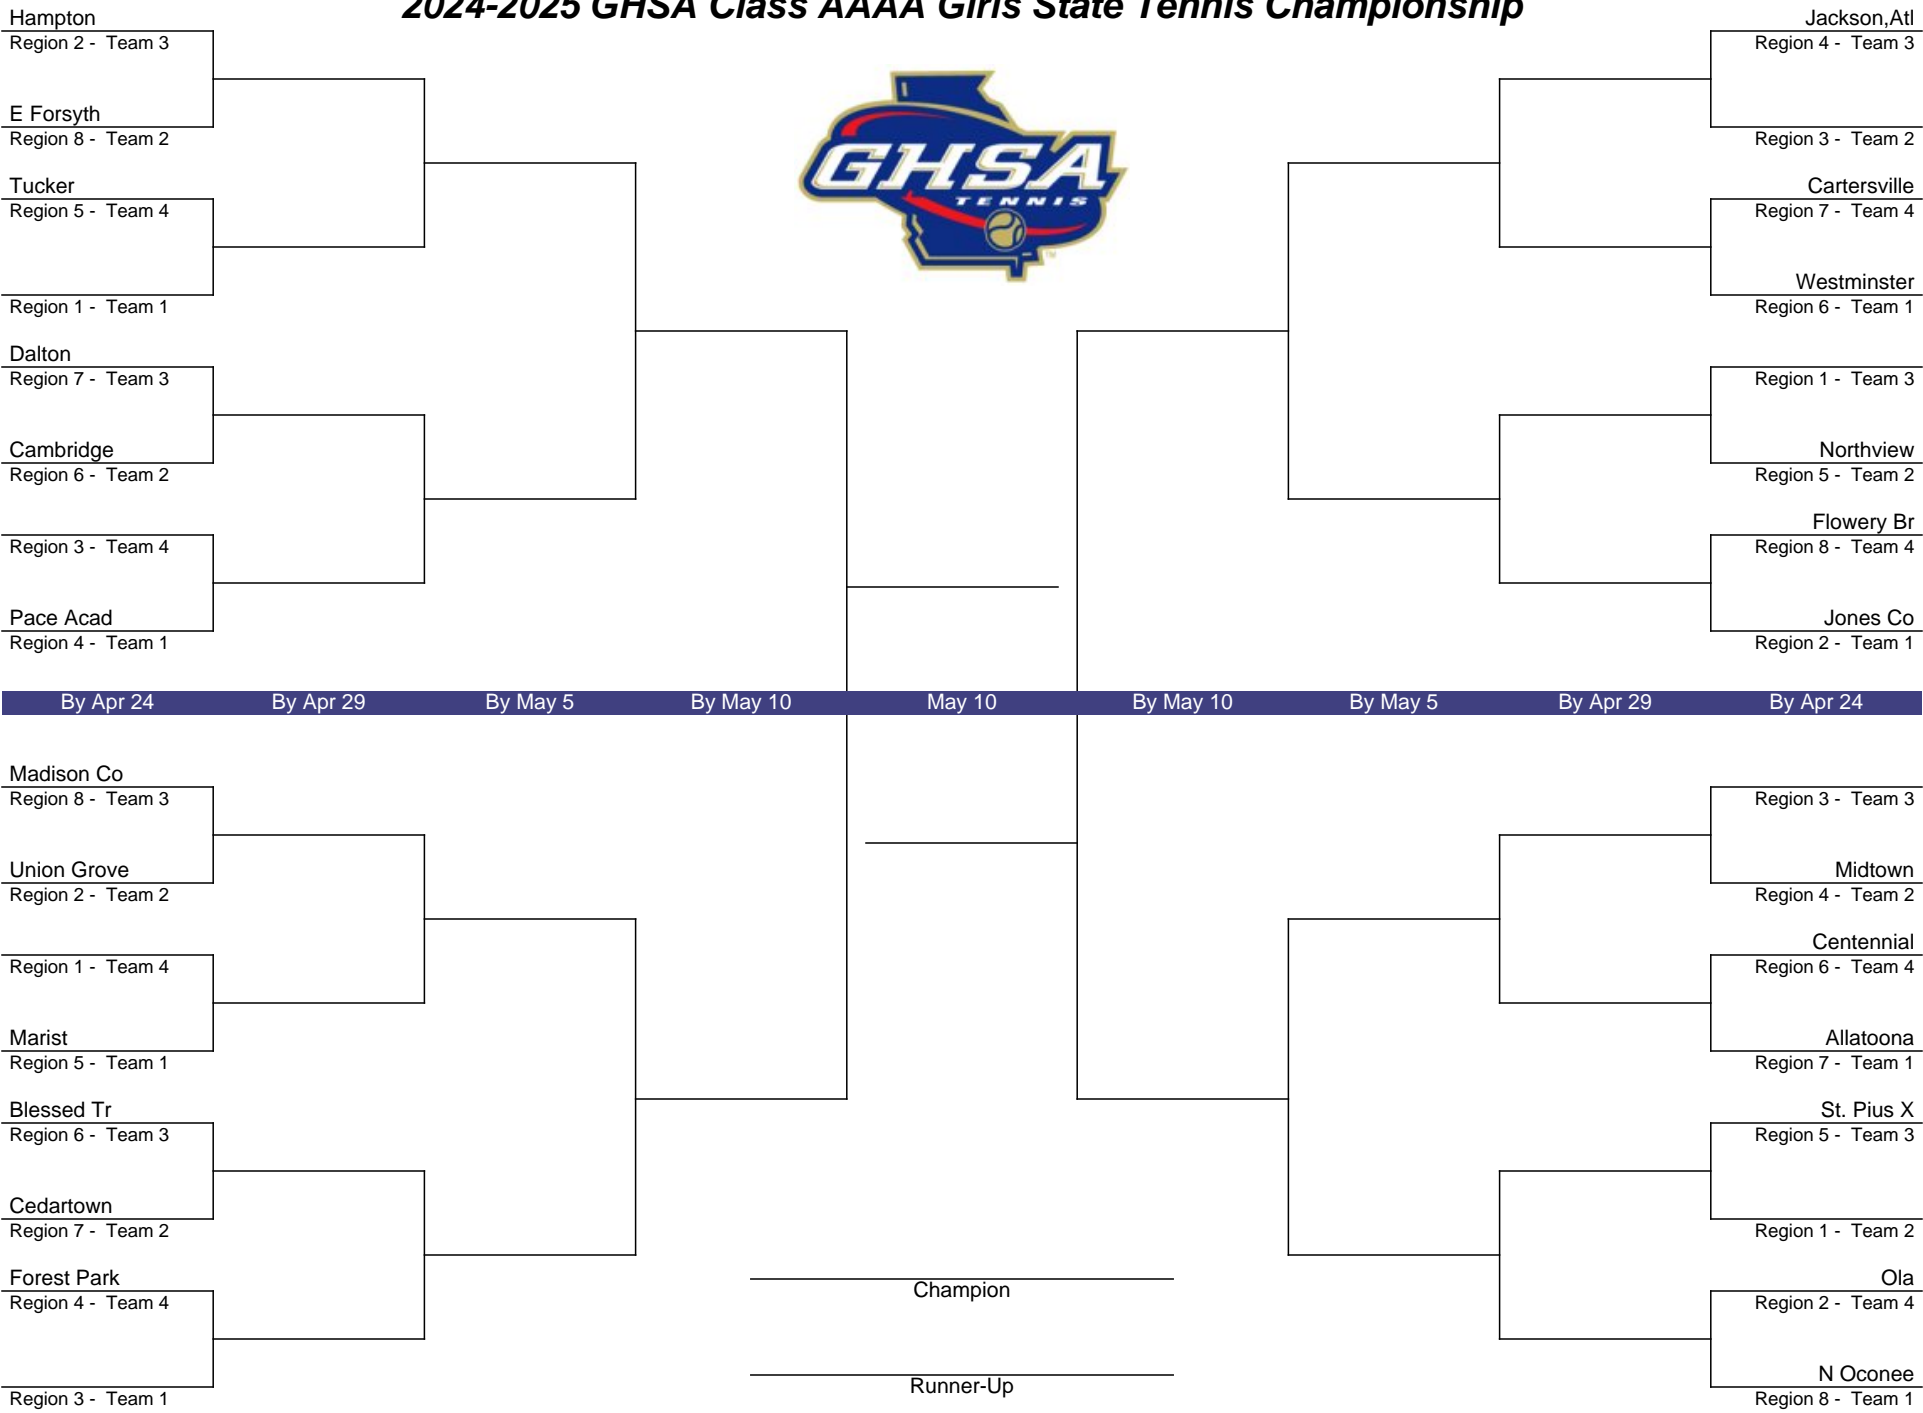 2024-2025 GHSA Class AAAA Girls State Tennis Championship
Hampton
Region 2 - Team 3
E Forsyth
Region 8 - Team 2
Tucker
Region 5 - Team 4
Region 1 - Team 1
Dalton
Region 7 - Team 3
Cambridge
Region 6 - Team 2
Region 3 - Team 4
Pace Acad
Region 4 - Team 1
GHSA
TENNIS
TM
Jackson,Atl
Region 4 - Team 3
Region 3 - Team 2
Cartersville
Region 7 - Team 4
Westminster
Region 6 - Team 1
Region 1 - Team 3
Northview
Region 5 - Team 2
Flowery Br
Region 8 - Team 4
Jones Co
Region 2 - Team 1
By Apr 24 By Apr 29 By May 5 By May 10 May 10 By May 10 By May 5 By Apr 29 By Apr 24
Madison Co
Region 8 - Team 3
Union Grove
Region 2 - Team 2
Region 1 - Team 4
Marist
Region 5 - Team 1
Blessed Tr
Region 6 - Team 3
Cedartown
Region 7 - Team 2
Forest Park
Region 4 - Team 4
Region 3 - Team 1
Champion
Runner-Up
Region 3 - Team 3
Midtown
Region 4 - Team 2
Centennial
Region 6 - Team 4
Allatoona
Region 7 - Team 1
St. Pius X
Region 5 - Team 3
Region 1 - Team 2
Ola
Region 2 - Team 4
N Oconee
Region 8 - Team 1